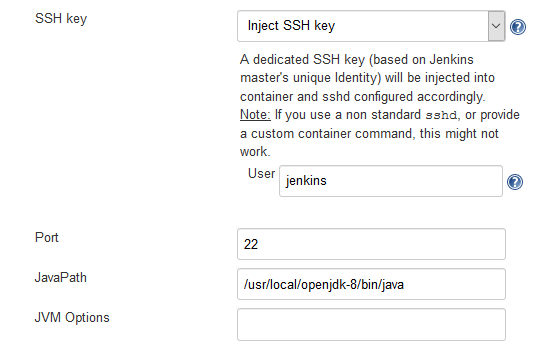 SSH key
Inject SSH key
A dedicated SSH key (based on Jenkins
master's unique Identity) will be injected into
container and sshd configured accordingly.
Note: If you use a non standard sshd, or provide
a custom container command, this might not
work.
User jenkins
Port 22
JavaPath /usr/local/openjdk-8/bin/java
JVM Options